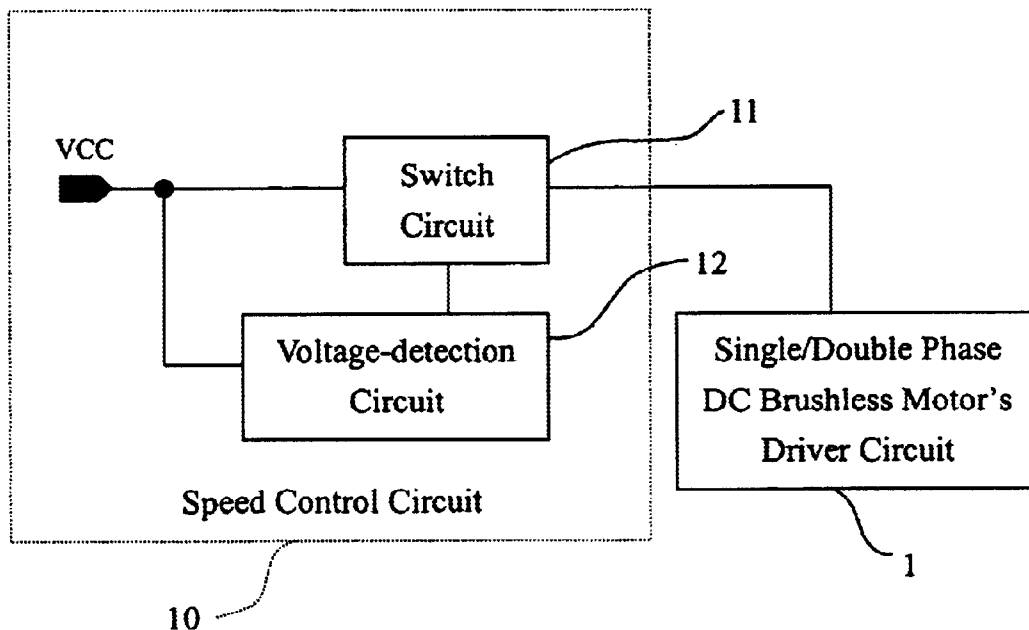 11
VCC
Switch
Circuit
12
Voltage-detection
Circuit
Single/Double Phase
DC Brushless Motor's
Driver Circuit
Speed Control Circuit
1
10